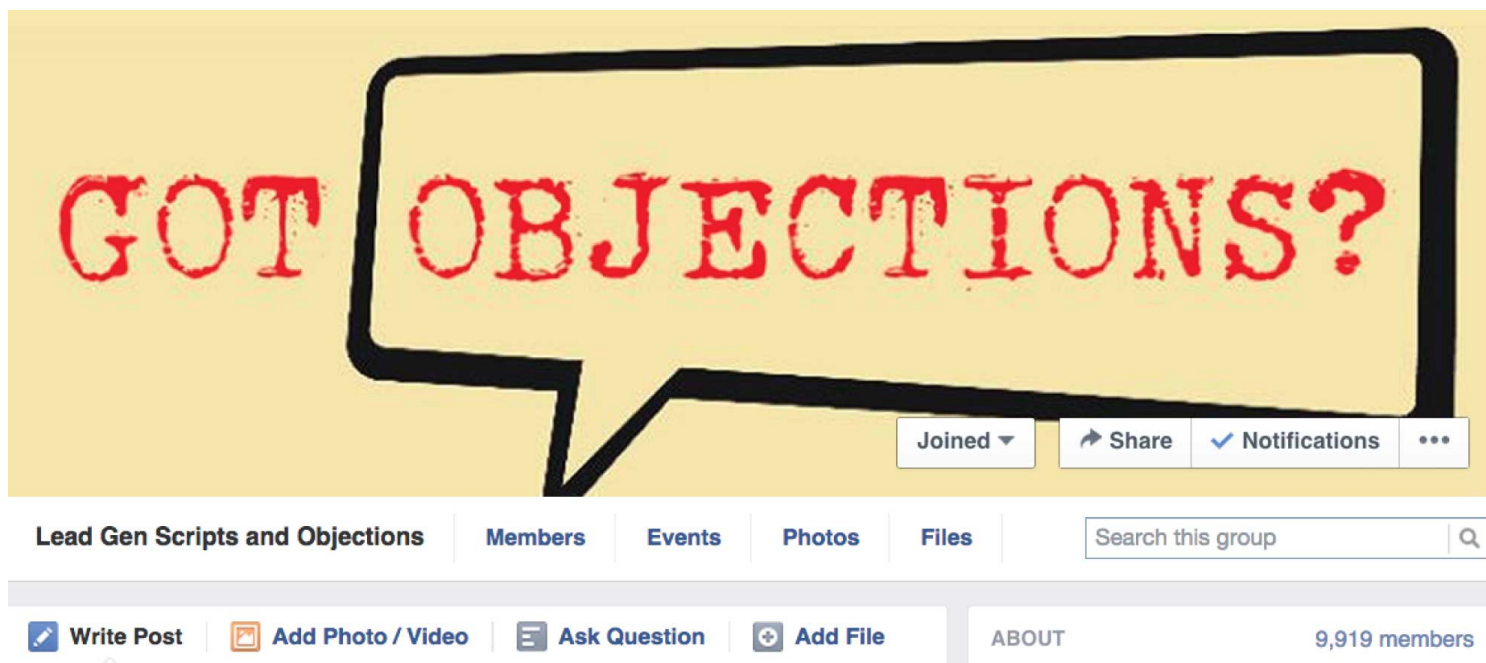 GOT OBJECTIONS?
Joined Share Notifications
Lead Gen Scripts and Objections Members Events Photos Files Search this group
Write Post Add Photo / Video Ask Question Add File ABOUT 9,919 members